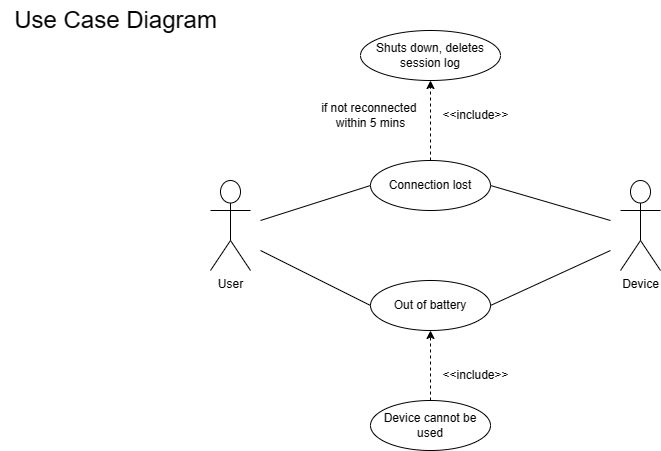 Use Case Diagram
Shuts down, deletes
session log
if not reconnected
within 5 mins
<<include>>
Connection lost
User
Device
Out of battery
<<include>>
Device cannot be
used